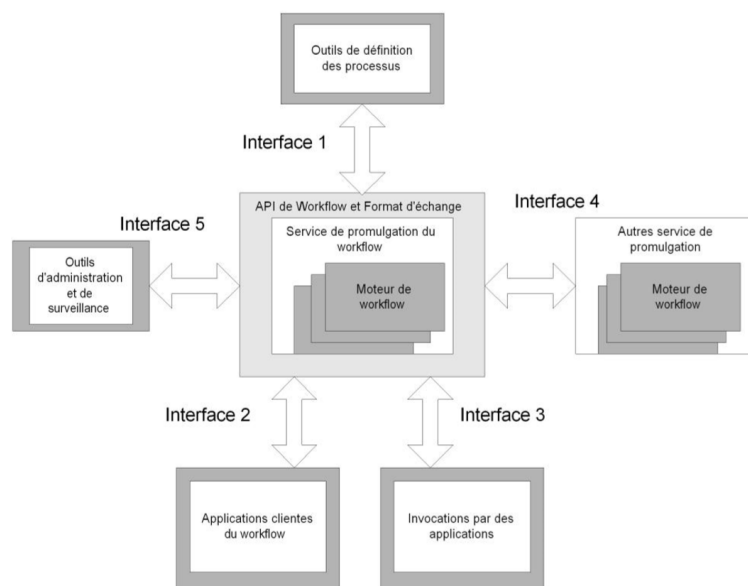 Outils de définition
des processus
Interface 1
API de Workflow et Format d'échange
Interface 5
Interface 4
Service de promulgation du
workflow
Autres service de
promulgation
Outils
d'administration
et de
surveillance
Moteur de
workflow
Moteur de
workflow
Interface 2
Interface 3
Applications clientes
du workflow
Invocations par des
applications